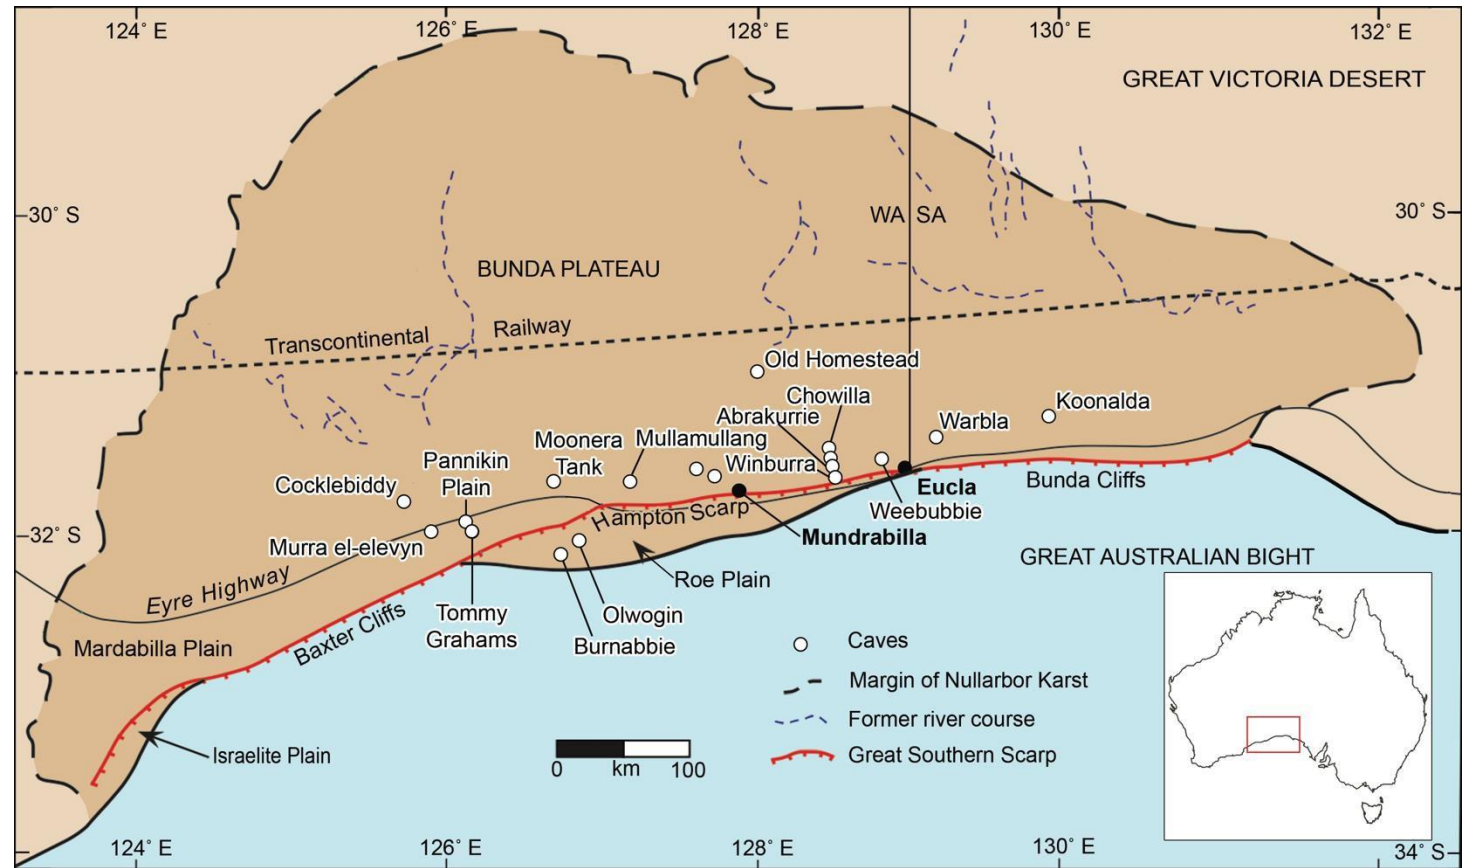 124° E
126° E
128° E
130° E
132° E
GREAT VICTORIA DESERT
30° S
WA SA
30° S
BUNDA PLATEAU
Transcontinental Railway
Old Homestead
Chowilla
Abrakurrie
Koonalda
Warbla
Moonera
Tank
Mullamullang
Winburra
Pannikin
Plain
Cocklebiddy
Eucla
Bunda Cliffs
Weebubbie
Hampton Scarp
Mundrabilla
32° S
Murra el-elevyn
GREAT AUSTRALIAN BIGHT
Roe Plain
Eyre Highway
Tommy
Grahams
Olwogin
Burnabbie
Baxter Cliffs
Mardabilla Plain
Israelite Plain
Caves
Margin of Nullarbor Karst
Former river course
Great Southern Scarp
0 km 100
124° E
126° E
128° E
130° E
34° S